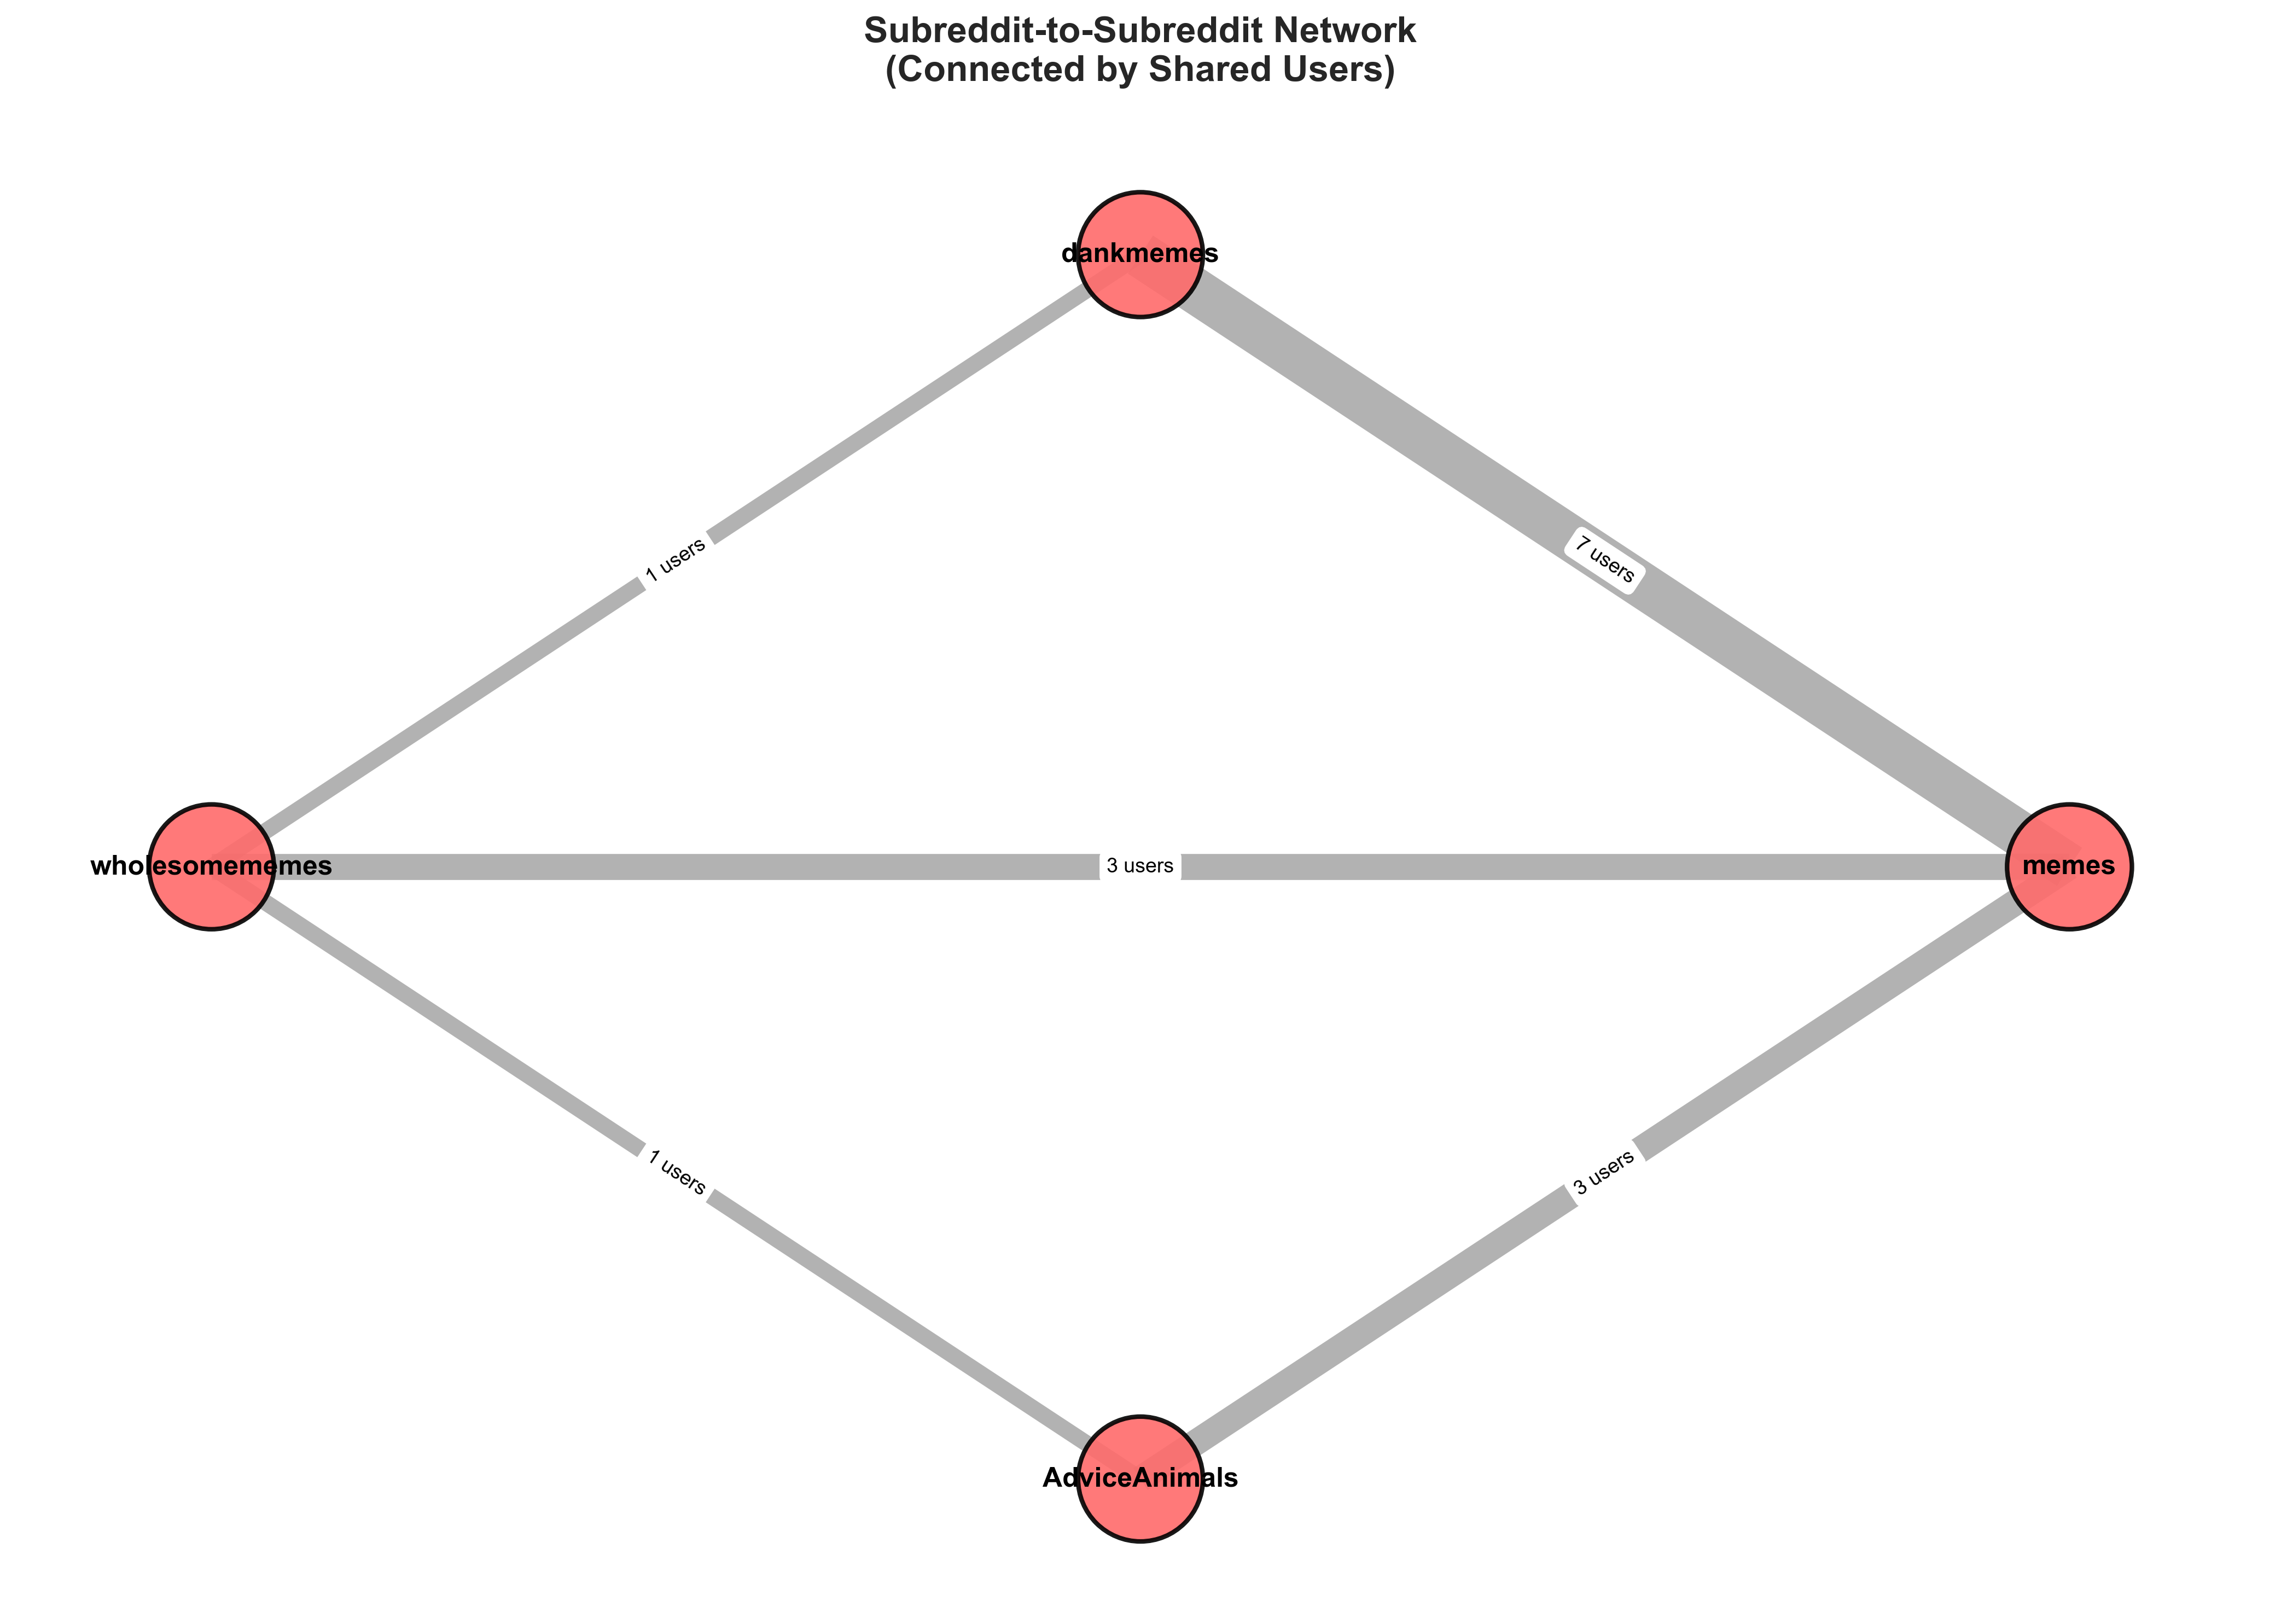 Subreddit-to-Subreddit Network
(Connected by Shared Users)
dankmemes
1 users
7 users
wholesomememes
3 users
memes
1 users
3 users
AdviceAnimals